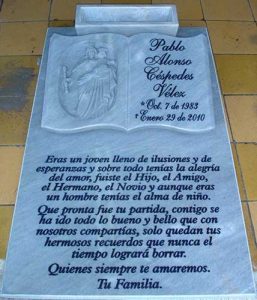 Pablo
Alonso
Céspedes
Vélez
*Oct. 7 de 1983
†Enero 29 de 2010
Eras un joven lleno de ilusiones y de
esperanzas y sobre todo tenías la alegría
del amor, fuiste el Hijo, el Amigo,
el Hermano, el Novio y aunque eras
un hombre tenías el alma de niño.
Que pronta fue tu partida, contigo se
ha ido todo lo bueno y bello que con
nosotros compartías, solo quedan tus
hermosos recuerdos que nunca el
tiempo logrará borrar.
Quienes siempre te amaremos.
Tu Familia.